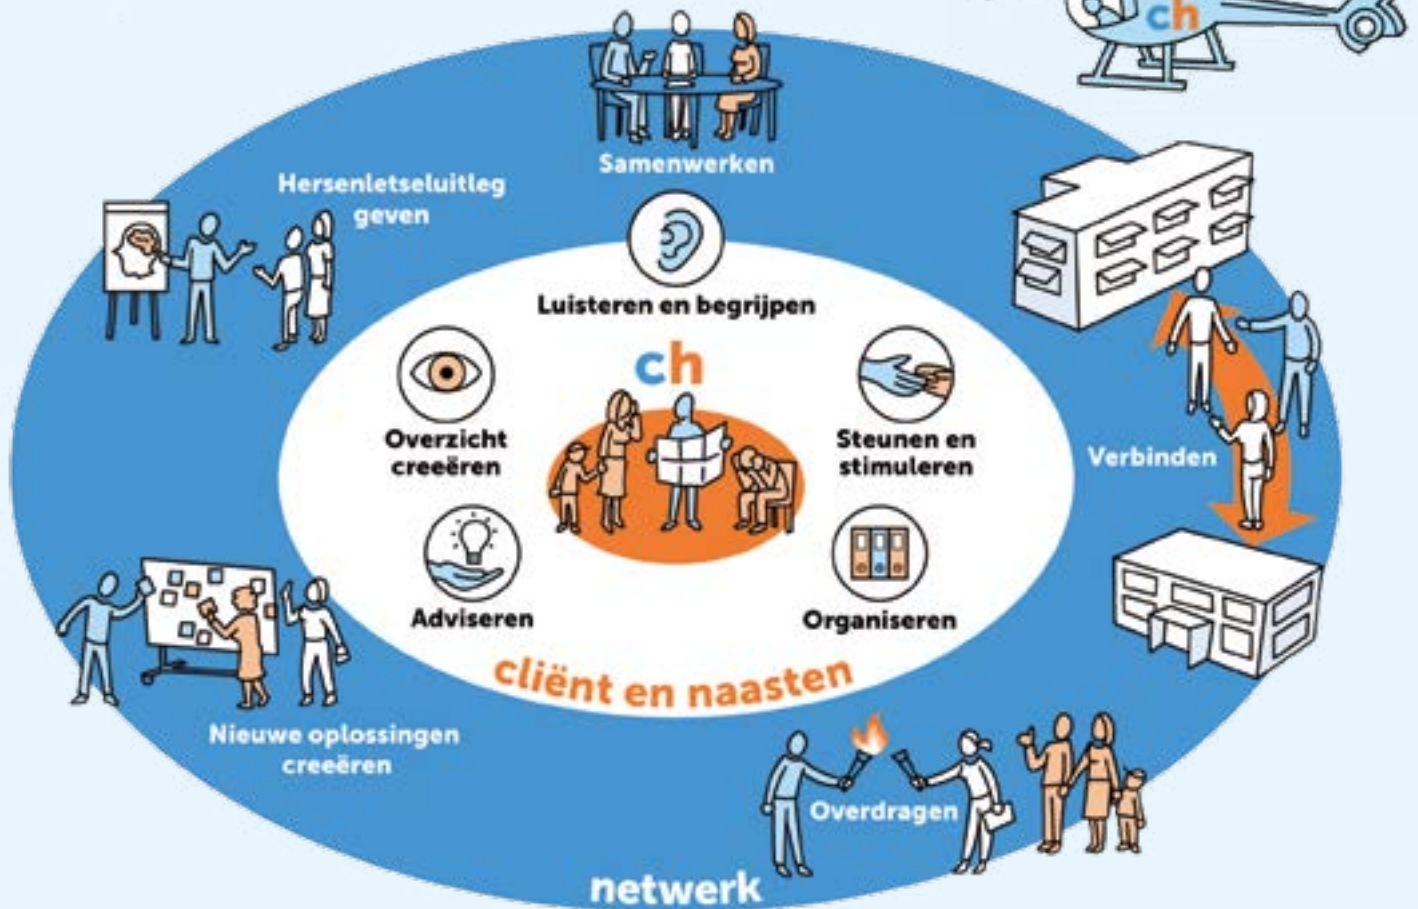 ch
Samenwerken
Hersenletseluitleg
geven
Luisteren en begrijpen
ch
Overzicht
creeëren
Steunen en
stimuleren
Verbinden
Adviseren
Organiseren
cliënt en naasten
Nieuwe oplossingen
creeëren
Overdragen
netwerk